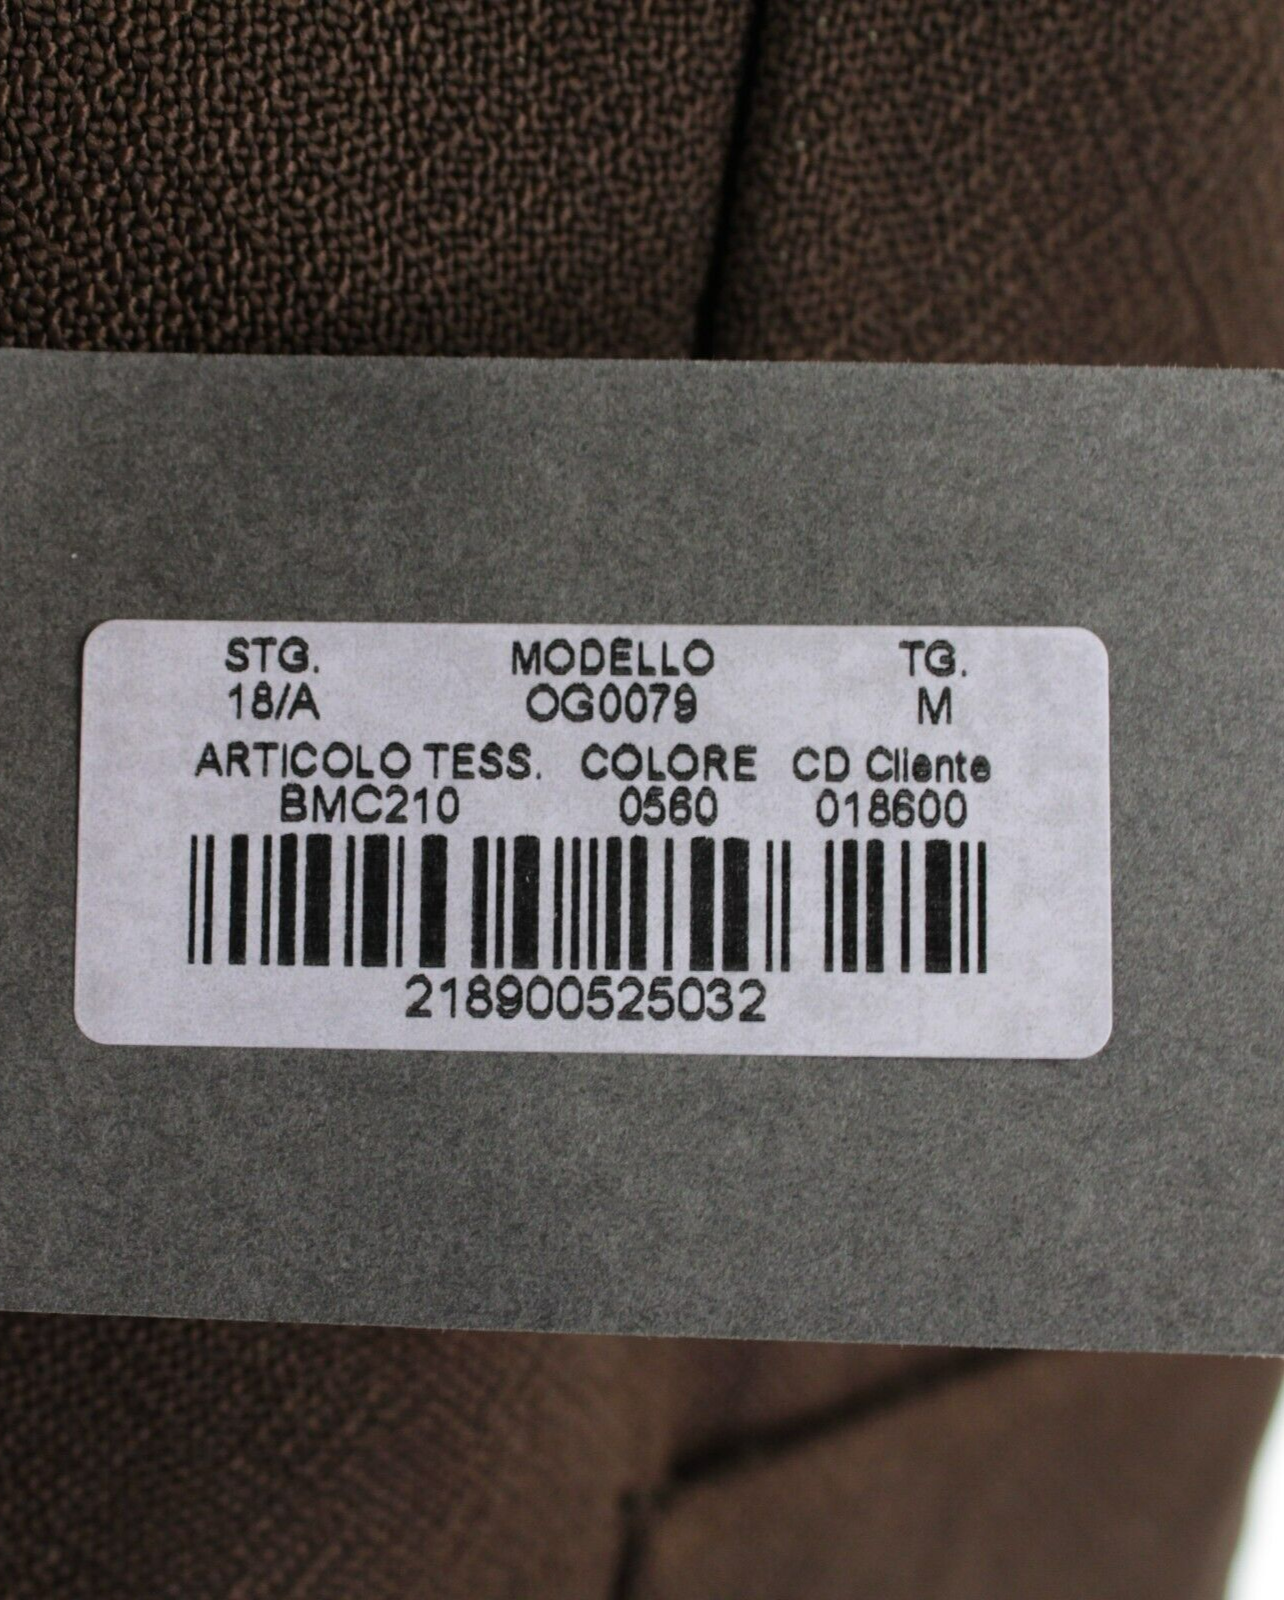 STG. MODELLO TG.
18/A OG0079 M
ARTICOLO TESS. COLORE CD Cliente
BMC210 0560 018600
218900525032